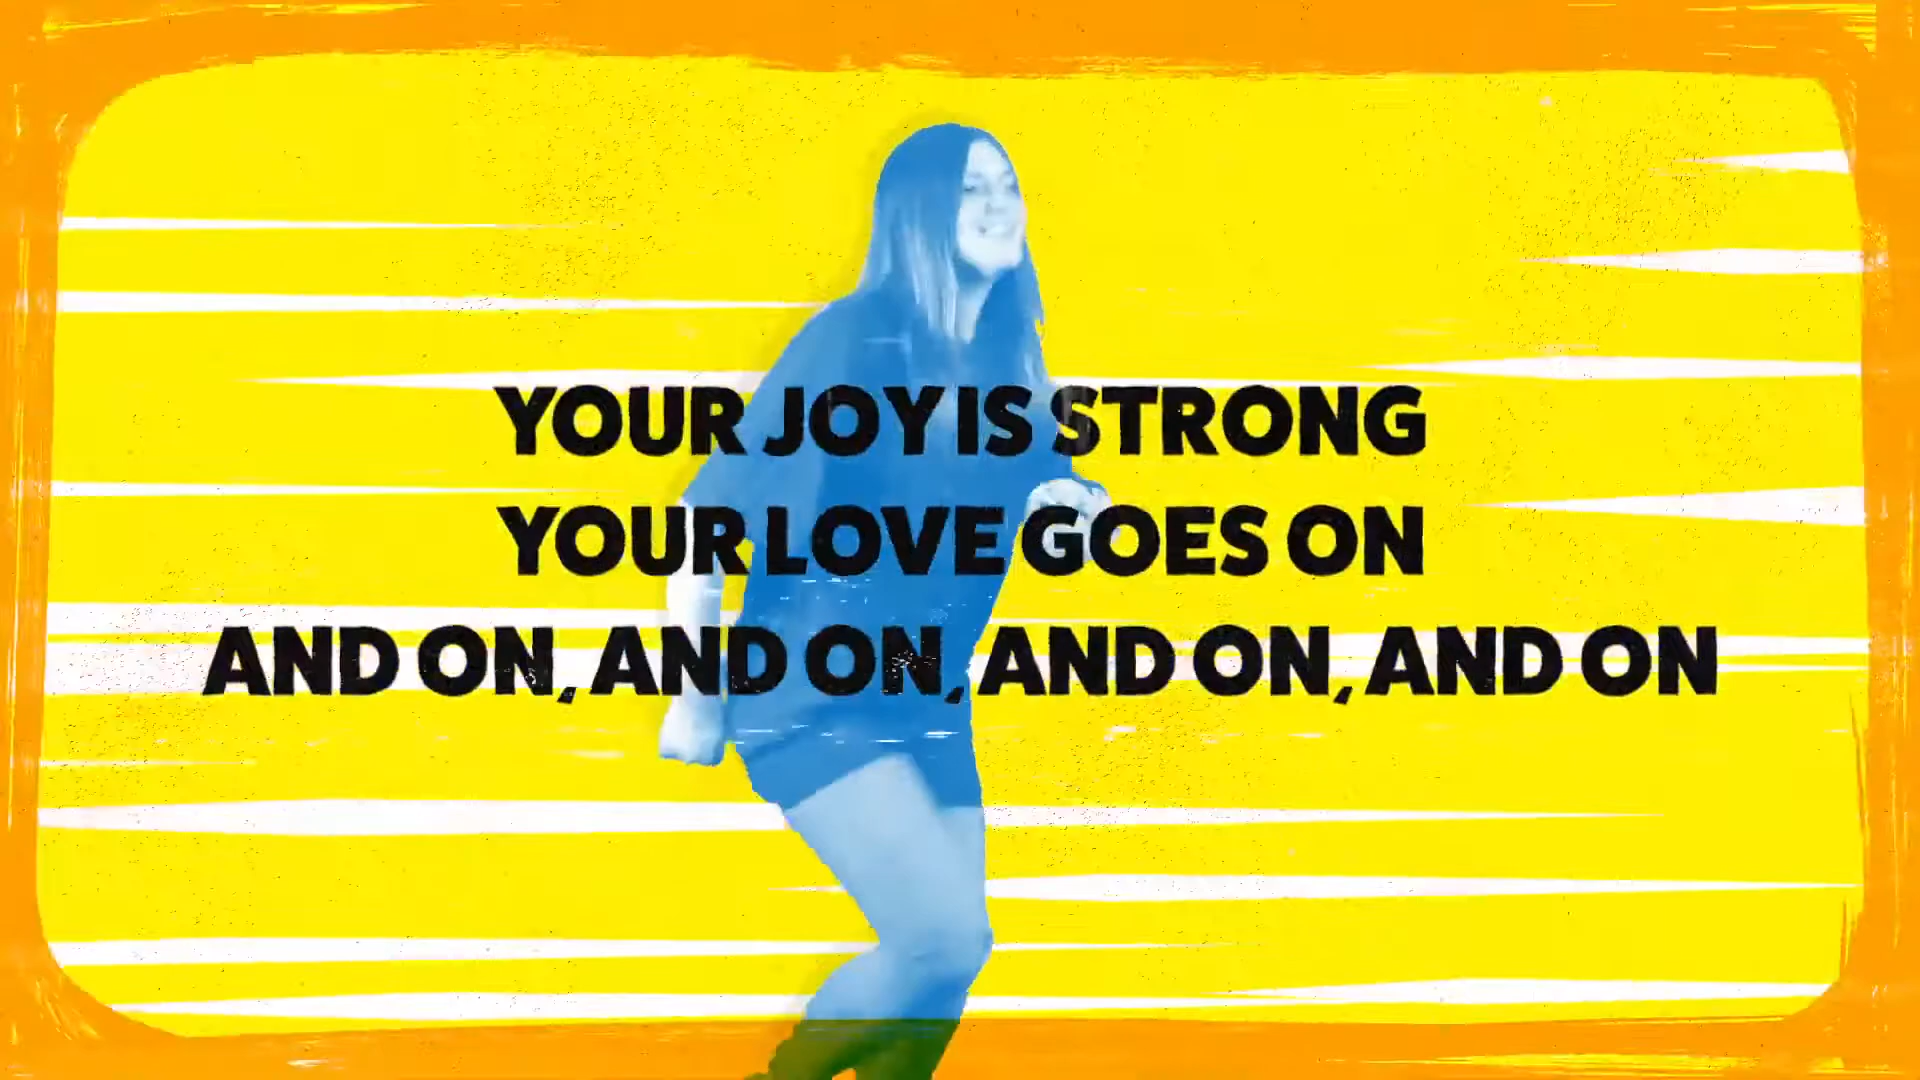 YOUR JOY IS STRONG
YOUR LOVE GOES ON
AND ON, AND ON, AND ON, AND ON